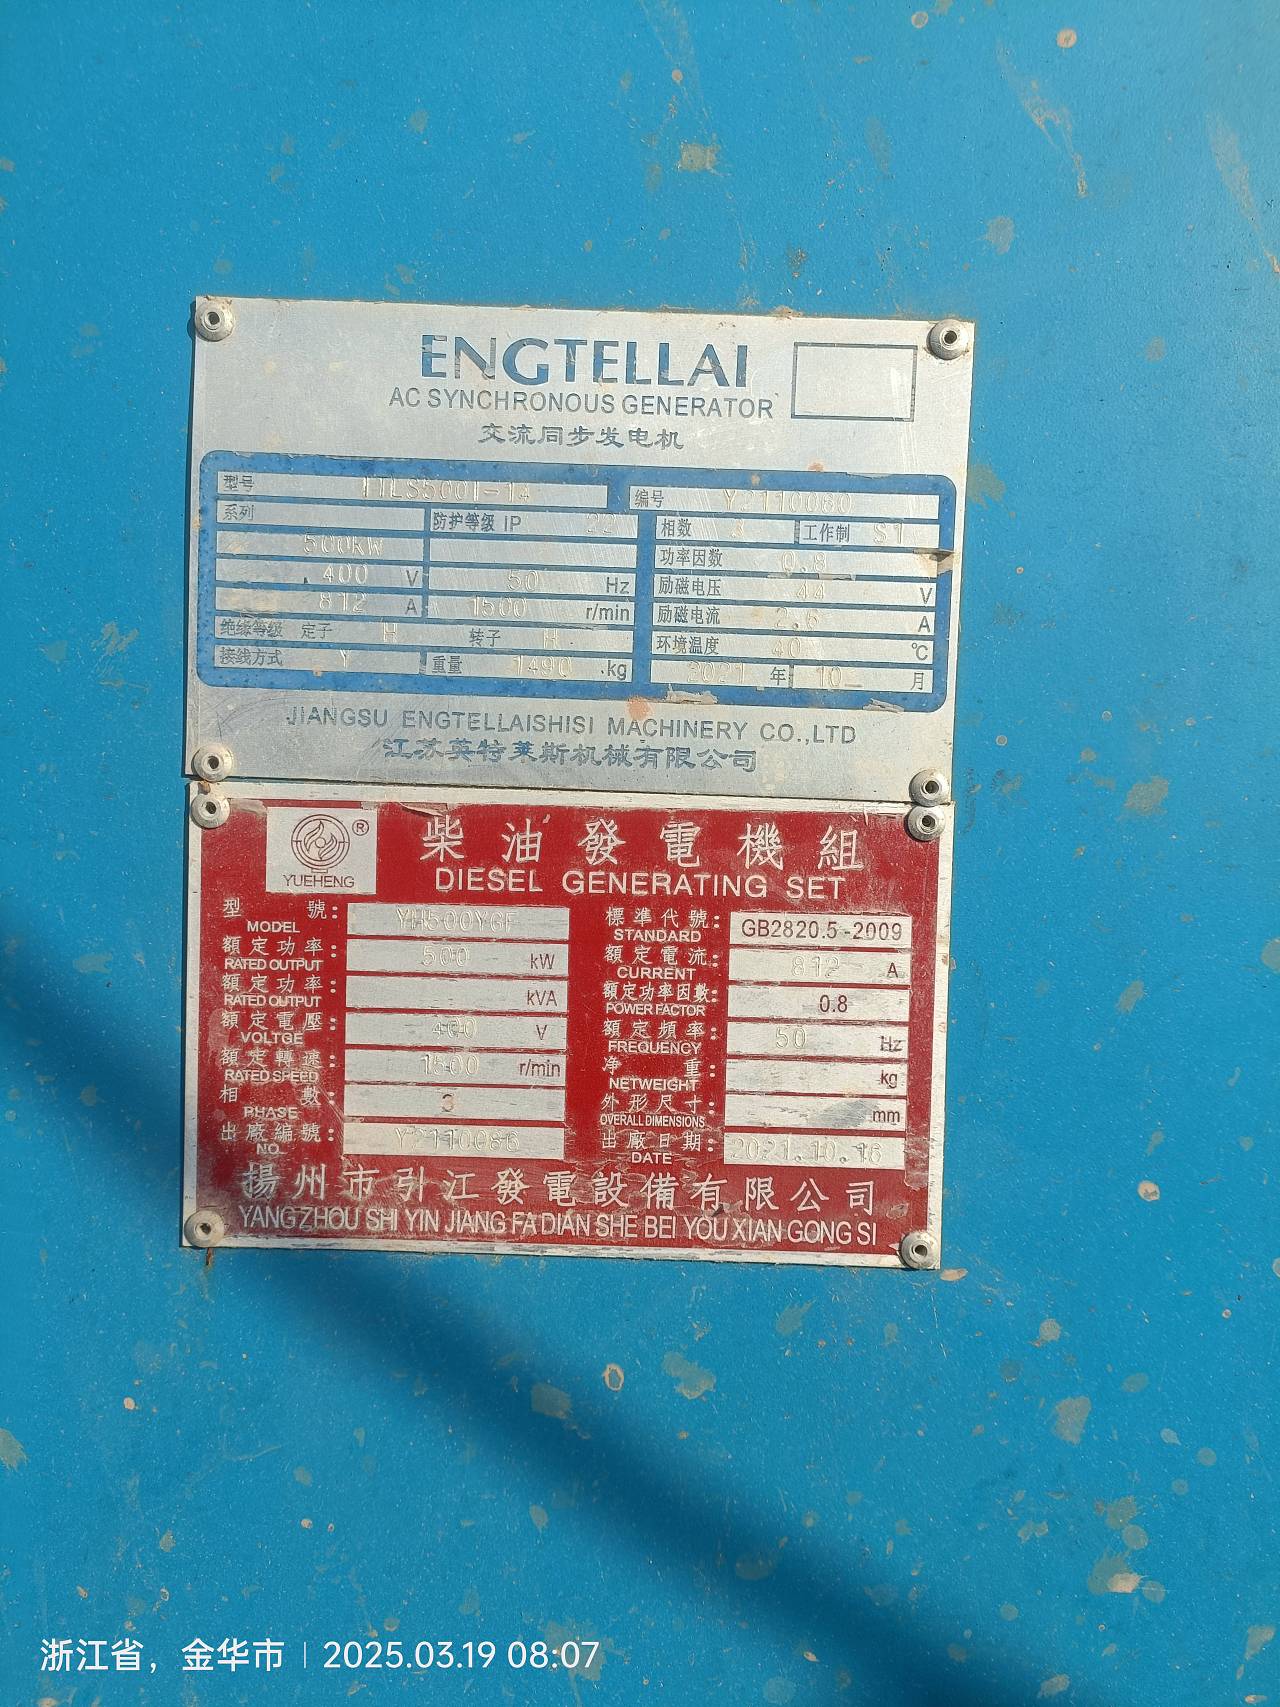 ENGTELLAI
AC SYNCHRONOUS GENERATOR
交流同步发电机
型号 编号
系列 防护等级 IP 22 相数 3 工作制 S1
500KW 功率因数 0.8
400 V 50 Hz 励磁电压 44 V
812 A 1500 r/min 励磁电流 2.6 A
绝缘等级 定子 H 转子 H 环境温度 40 ℃
接线方式 Y 重量 1490 kg 2021 年 10 月
JIANGSU ENGTELLAISHISI MACHINERY CO.,LTD
江苏英特莱斯机械有限公司
YUEHENG ®
柴油發電機組
DIESEL GENERATING SET
型號: YH500YGF 標準代號: GB2820.5-2009
MODEL STANDARD
額定功率: 500 kW 額定電流: 812 A
RATED OUTPUT CURRENT
額定功率: kVA 額定功率因數: 0.8
RATED OUTPUT POWER FACTOR
額定電壓: 400 V 額定頻率: 50 Hz
VOLTGE FREQUENCY
額定轉速: 1500 r/min 净重: kg
RATED SPEED NETWEIGHT
相數: 3 外形尺寸: mm
PHASE OVERALL DIMENSIONS
出廠編號: 出廠日期: 2021.10.16
NO. DATE
揚州市引江發電設備有限公司
YANGZHOU SHI YIN JIANG FA DIAN SHE BEI YOU XIAN GONG SI
浙江省，金华市 | 2025.03.19 08:07